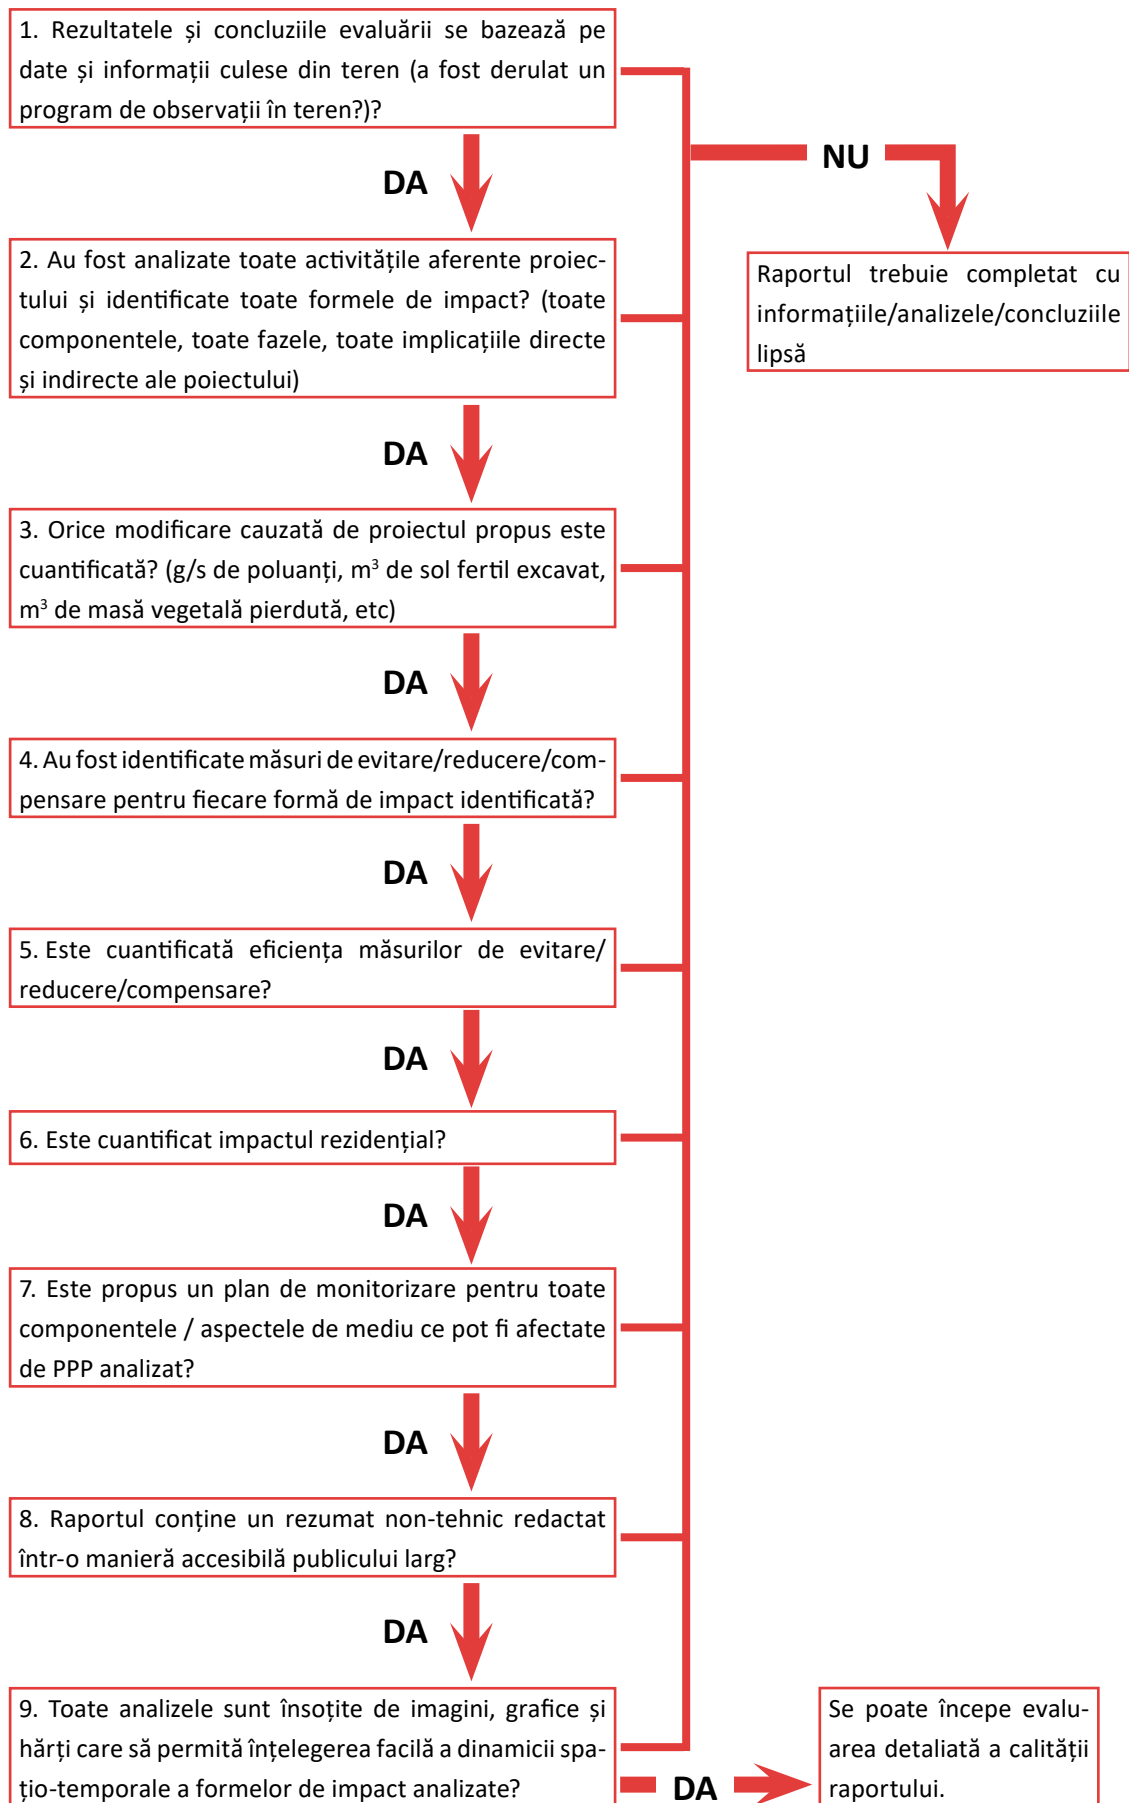 1. Rezultatele și concluziile evaluării se bazează pe
date și informații culese din teren (a fost derulat un
program de observații în teren?)?
DA
NU
Raportul trebuie completat cu
informațiile/analizele/concluziile
lipsă
2. Au fost analizate toate activitățile aferente proiec-
tului și identificate toate formele de impact? (toate
componentele, toate fazele, toate implicațiile directe
și indirecte ale poiectului)
DA
3. Orice modificare cauzată de proiectul propus este
cuantificată? (g/s de poluanți, m³ de sol fertil excavat,
m³ de masă vegetală pierdută, etc)
DA
4. Au fost identificate măsuri de evitare/reducere/com-
pensare pentru fiecare formă de impact identificată?
DA
5. Este cuantificată eficiența măsurilor de evitare/
reducere/compensare?
DA
6. Este cuantificat impactul rezidențial?
DA
7. Este propus un plan de monitorizare pentru toate
componentele / aspectele de mediu ce pot fi afectate
de PPP analizat?
DA
8. Raportul conține un rezumat non-tehnic redactat
într-o manieră accesibilă publicului larg?
DA
9. Toate analizele sunt însoțite de imagini, grafice și
hărți care să permită înțelegerea facilă a dinamicii spa-
țio-temporale a formelor de impact analizate?
DA
Se poate începe evalu-
area detaliată a calității
raportului.